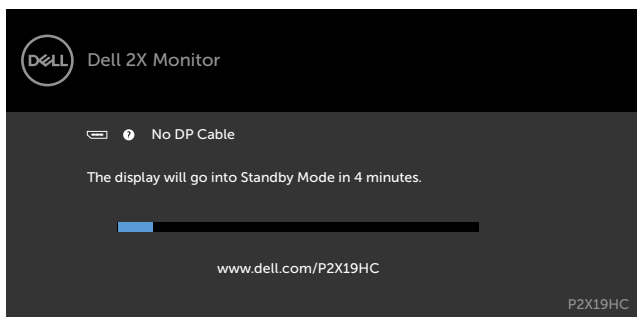 DELL
Dell 2X Monitor
No DP Cable
The display will go into Standby Mode in 4 minutes.
www.dell.com/P2X19HC
P2X19HC